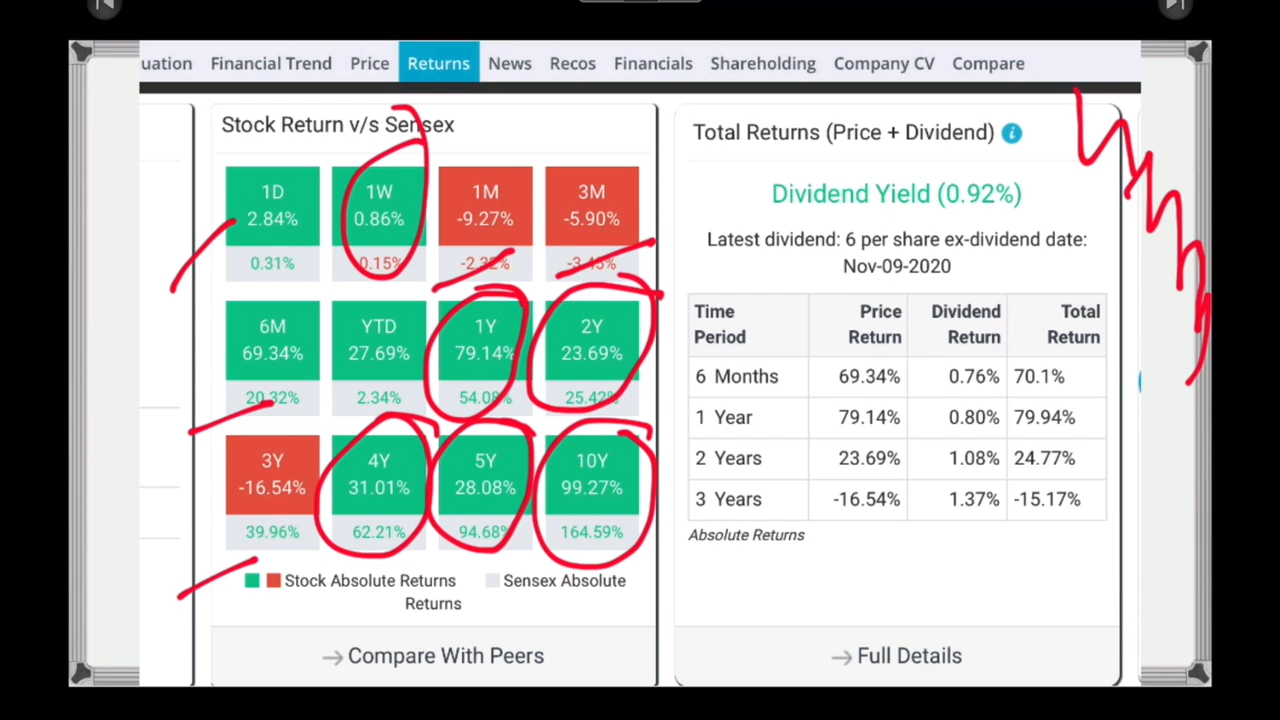 uation Financial Trend Price Returns News Recos Financials Shareholding Company CV Compare
Stock Return v/s Sensex
1D 1W 1M 3M
2.84% 0.86% -9.27% -5.90%
0.31% -0.15% -2.32% -3.45%
6M YTD 1Y 2Y
69.34% 27.69% 79.14% 23.69%
20.32% 2.34% 54.08% 25.42%
3Y 4Y 5Y 10Y
-16.54% 31.01% 28.08% 99.27%
39.96% 62.21% 94.68% 164.59%
Stock Absolute Returns Sensex Absolute
Returns
Compare With Peers
Total Returns (Price + Dividend) i
Dividend Yield (0.92%)
Latest dividend: 6 per share ex-dividend date:
Nov-09-2020
Time Price Dividend Total
Period Return Return Return
6 Months 69.34% 0.76% 70.1%
1 Year 79.14% 0.80% 79.94%
2 Years 23.69% 1.08% 24.77%
3 Years -16.54% 1.37% -15.17%
Absolute Returns
Full Details